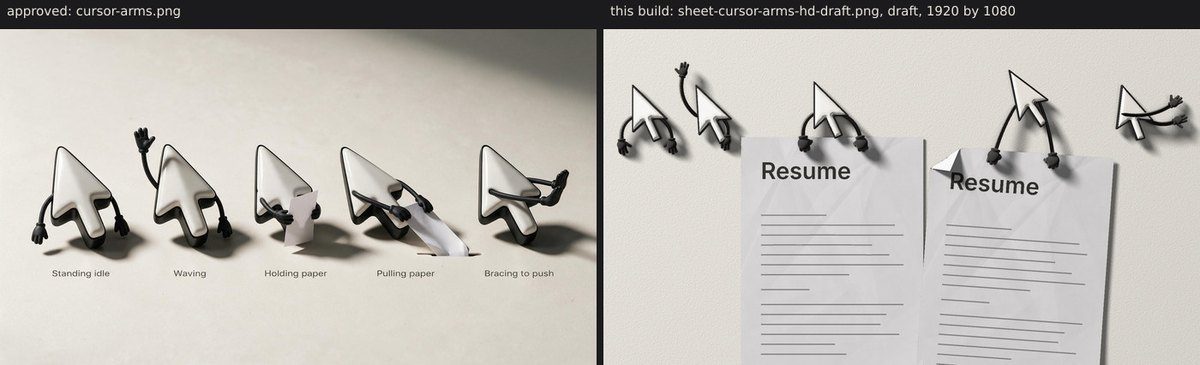 approved: cursor-arms.png
this build: sheet-cursor-arms-hd-draft.png, draft, 1920 by 1080
Standing idle
Waving
Holding paper
Pulling paper
Bracing to push
Resume
Resume